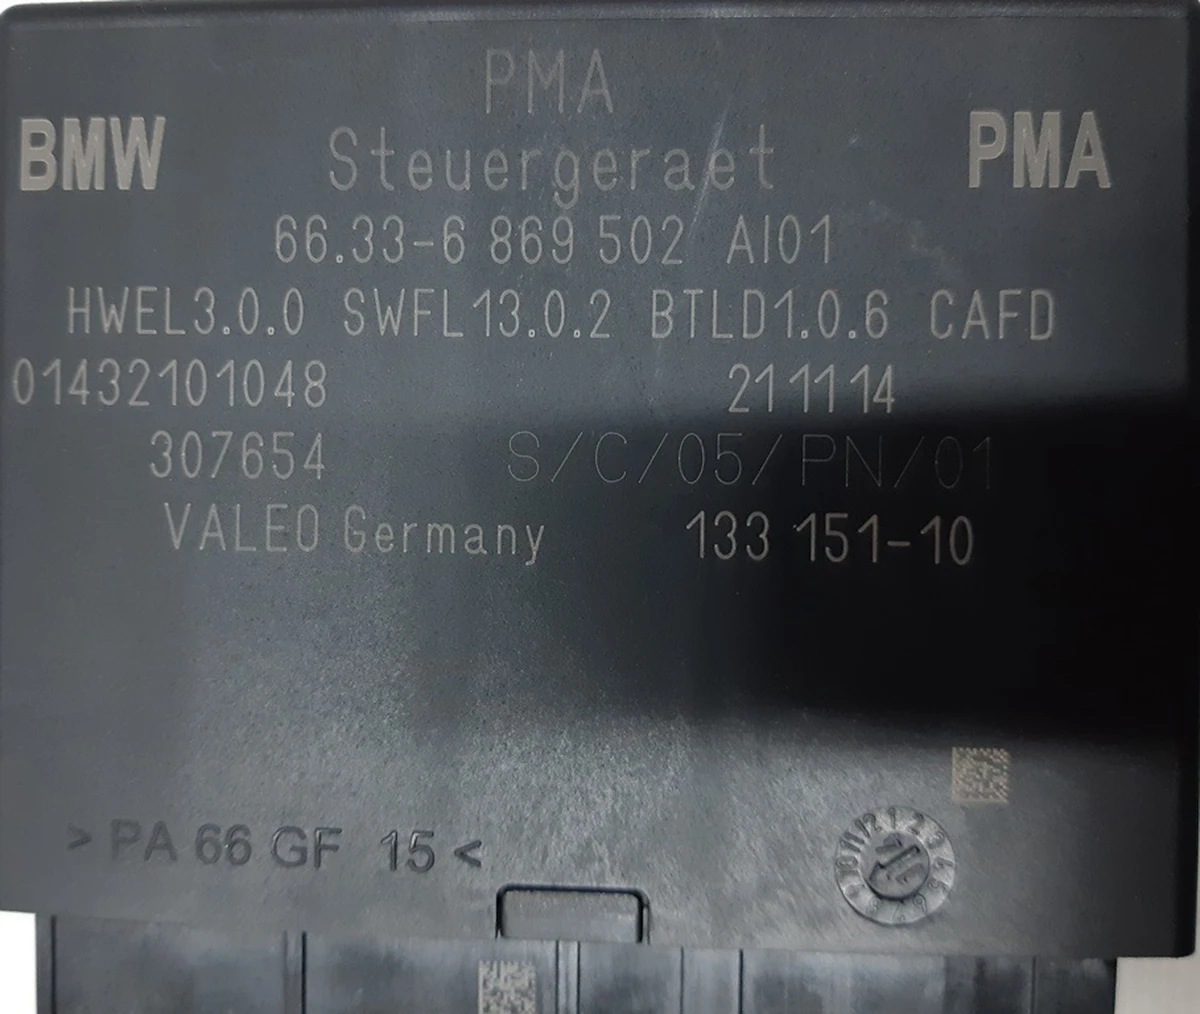 PMA
BMW Steuergeraet PMA
66.33-6 869 502 AI01
HWEL3.0.0 SWFL13.0.2 BTLD1.0.6 CAFD
01432101048 211114
307654 S/C/05/PN/01
VALEO Germany 133 151-10
> PA 66 GF 15 <